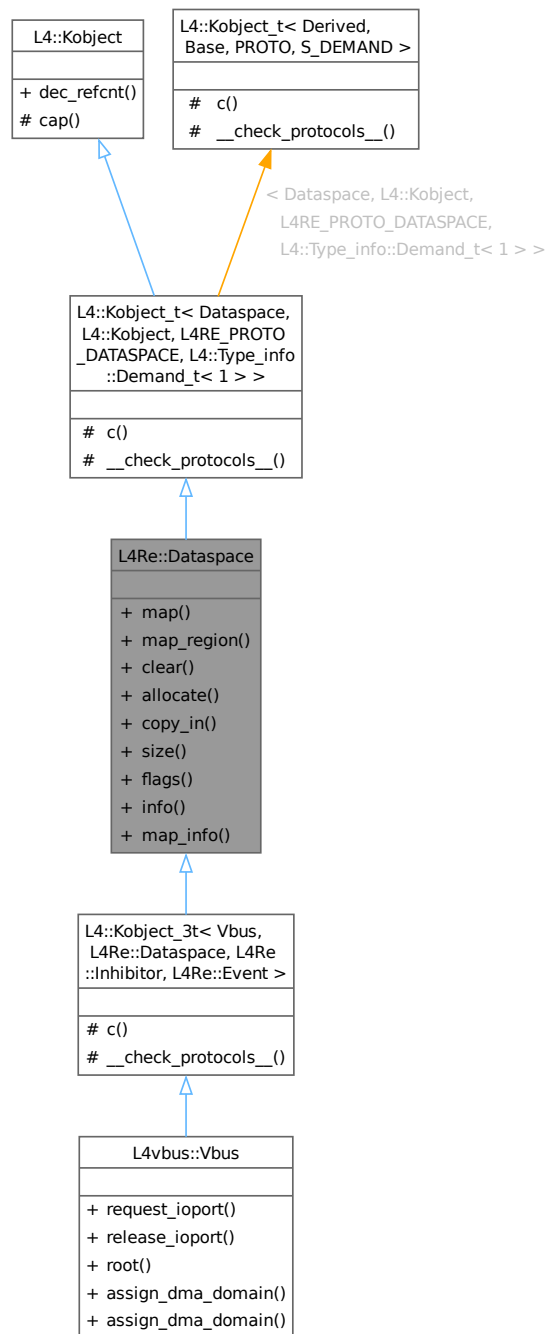 L4::Kobject
+ dec_refcnt()
# cap()
L4::Kobject_t< Derived,
Base, PROTO, S_DEMAND >
# c()
# __check_protocols__()
< Dataspace, L4::Kobject,
L4RE_PROTO_DATASPACE,
L4::Type_info::Demand_t< 1 > >
L4::Kobject_t< Dataspace,
L4::Kobject, L4RE_PROTO
_DATASPACE, L4::Type_info
::Demand_t< 1 > >
# c()
# __check_protocols__()
L4Re::Dataspace
+ map()
+ map_region()
+ clear()
+ allocate()
+ copy_in()
+ size()
+ flags()
+ info()
+ map_info()
L4::Kobject_3t< Vbus,
L4Re::Dataspace, L4Re
::Inhibitor, L4Re::Event >
# c()
# __check_protocols__()
L4vbus::Vbus
+ request_ioport()
+ release_ioport()
+ root()
+ assign_dma_domain()
+ assign_dma_domain()